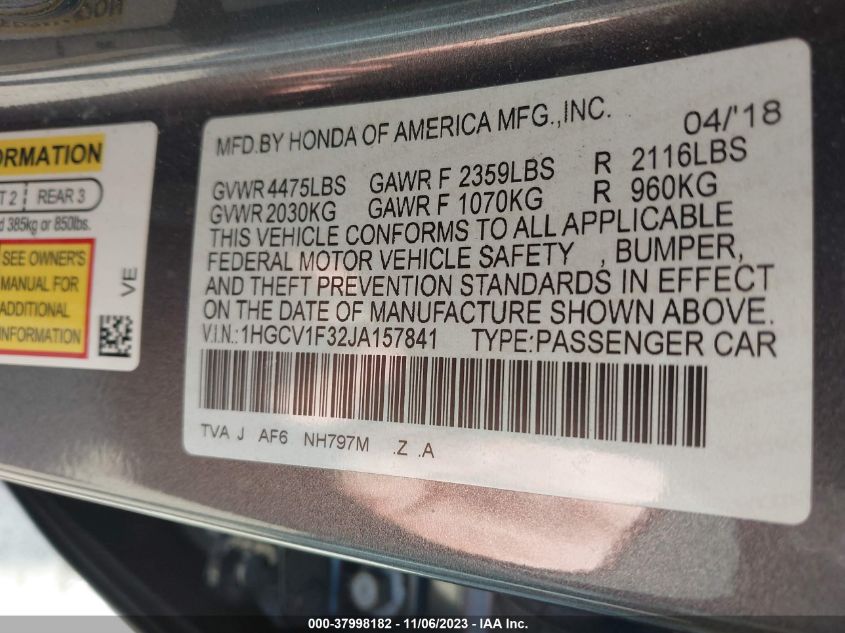 ORMATION
T 2 | REAR 3
d 385kg or 850lbs.
SEE OWNER'S
MANUAL FOR
ADDITIONAL
INFORMATION
VE
MFD.BY HONDA OF AMERICA MFG.,INC. 04/'18
GVWR 4475LBS GAWR F 2359LBS R 2116LBS
GVWR 2030KG GAWR F 1070KG R 960KG
THIS VEHICLE CONFORMS TO ALL APPLICABLE
FEDERAL MOTOR VEHICLE SAFETY , BUMPER,
AND THEFT PREVENTION STANDARDS IN EFFECT
ON THE DATE OF MANUFACTURE SHOWN ABOVE.
V.I.N.:1HGCV1F32JA157841 TYPE:PASSENGER CAR
TVA J AF6 NH797M .Z .A
000-37998182 - 11/06/2023 - IAA Inc.